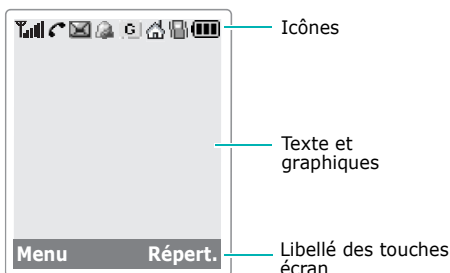 G
Icônes
Texte et
graphiques
Menu Répert.
Libellé des touches
écran